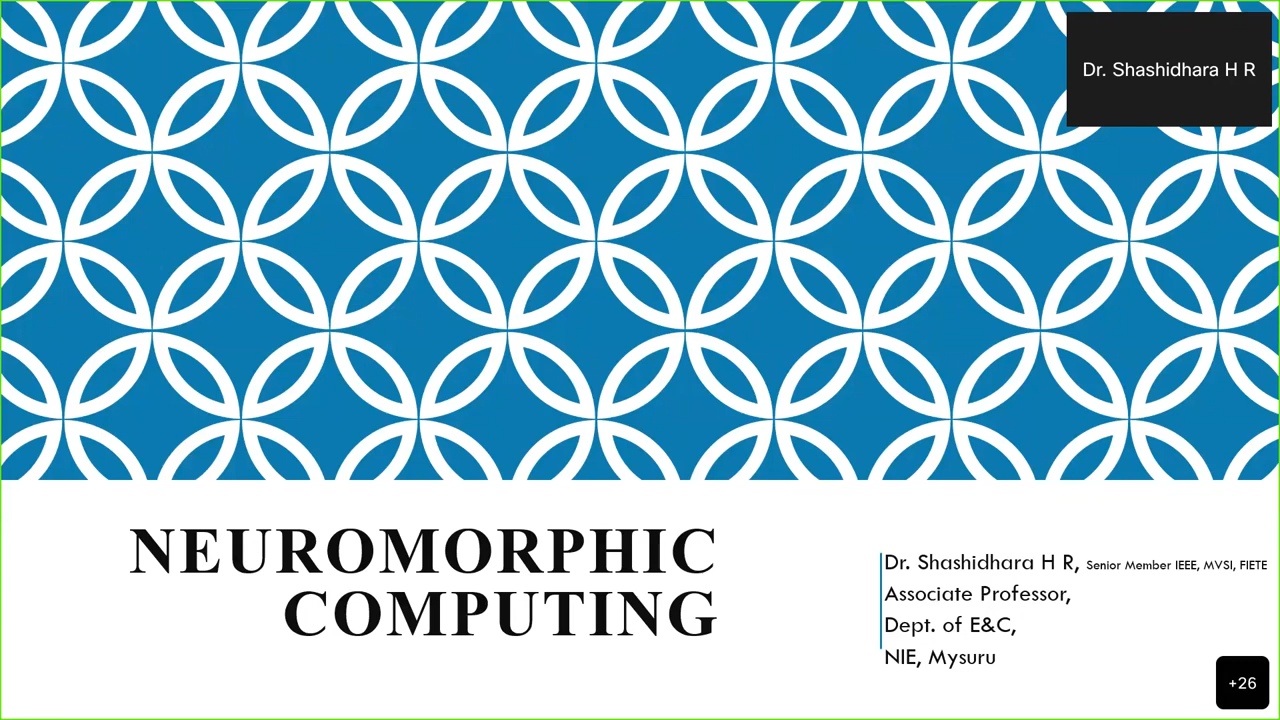 Dr. Shashidhara H R
NEUROMORPHIC
COMPUTING
Dr. Shashidhara H R, Senior Member IEEE, MVSI, FIETE
Associate Professor,
Dept. of E&C,
NIE, Mysuru
+26